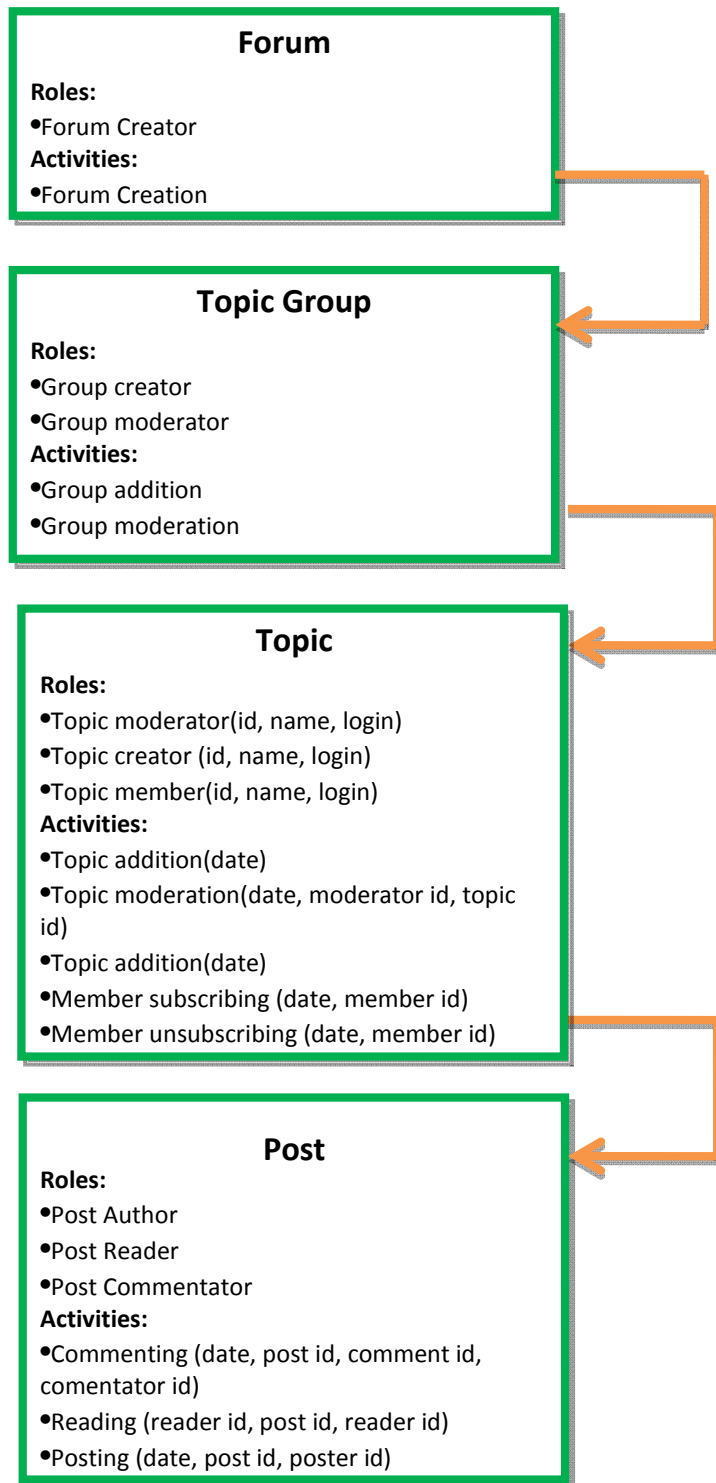 Forum
Roles:
•Forum Creator
Activities:
•Forum Creation
Topic Group
Roles:
•Group creator
•Group moderator
Activities:
•Group addition
•Group moderation
Topic
Roles:
•Topic moderator(id, name, login)
•Topic creator (id, name, login)
•Topic member(id, name, login)
Activities:
•Topic addition(date)
•Topic moderation(date, moderator id, topic
id)
•Topic addition(date)
•Member subscribing (date, member id)
•Member unsubscribing (date, member id)
Post
Roles:
•Post Author
•Post Reader
•Post Commentator
Activities:
•Commenting (date, post id, comment id,
comentator id)
•Reading (reader id, post id, reader id)
•Posting (date, post id, poster id)